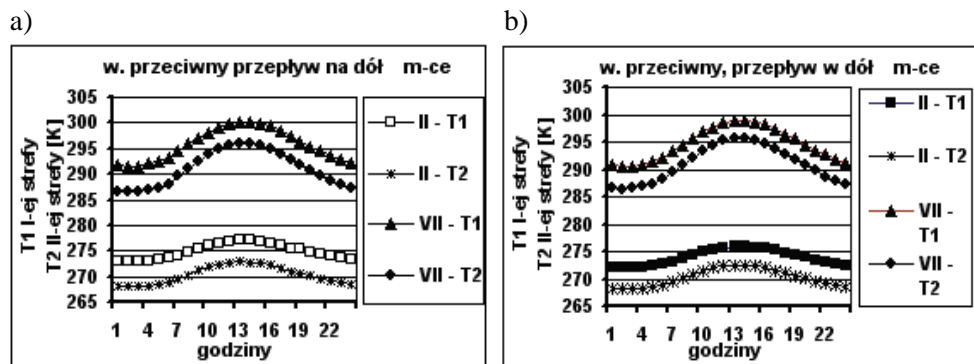 a)
w. przeciwny przepływ na dół m-ce
T1 I-ej strefy
T2 II-ej strefy [K]
305
300
295
290
285
280
275
270
265
1 4 7 10 13 16 19 22
godziny
II - T1
II - T2
VII - T1
VII - T2
b)
w. przeciwny, przepływ w dół m-ce
T1 I-ej strefy
T2 II-ej strefy [K]
305
300
295
290
285
280
275
270
265
1 4 7 10 13 16 19 22
godziny
II - T1
II - T2
VII -
T1
VII -
T2